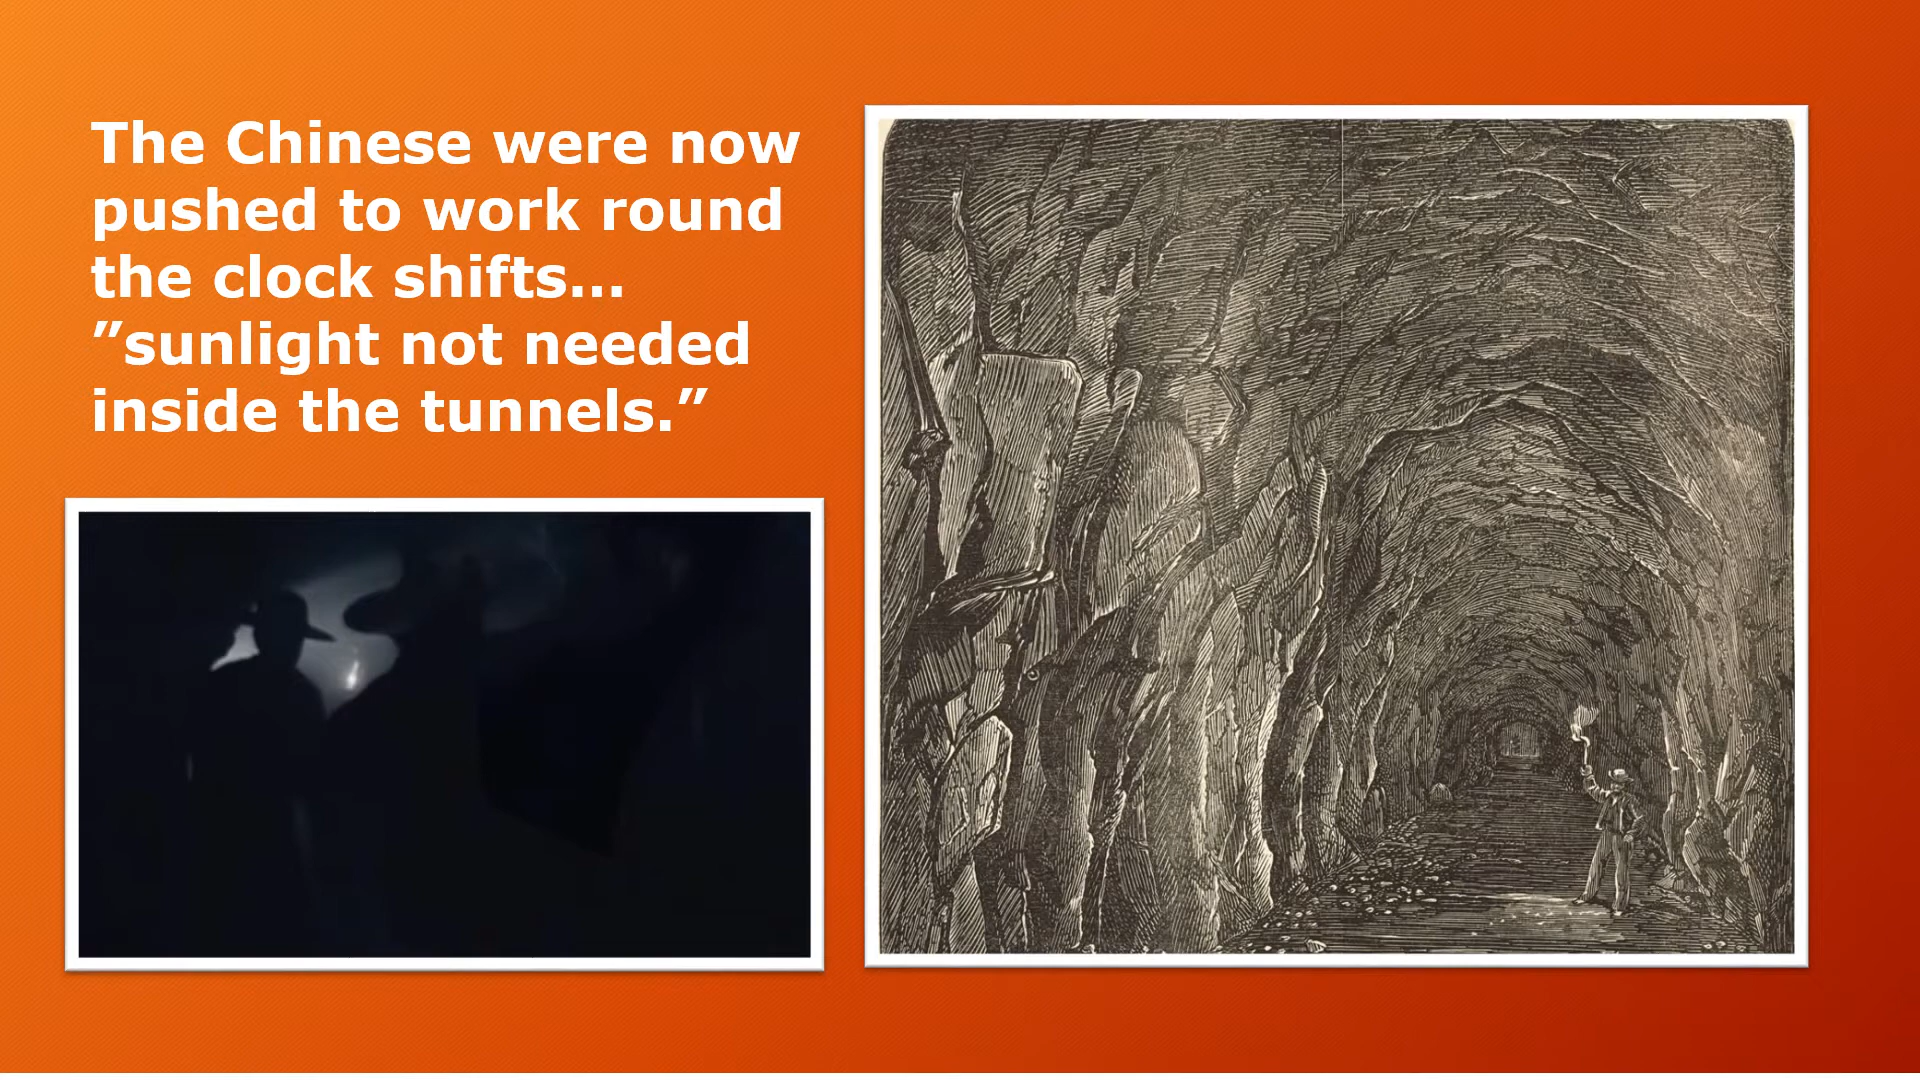 The Chinese were now
pushed to work round
the clock shifts...
”sunlight not needed
inside the tunnels.”